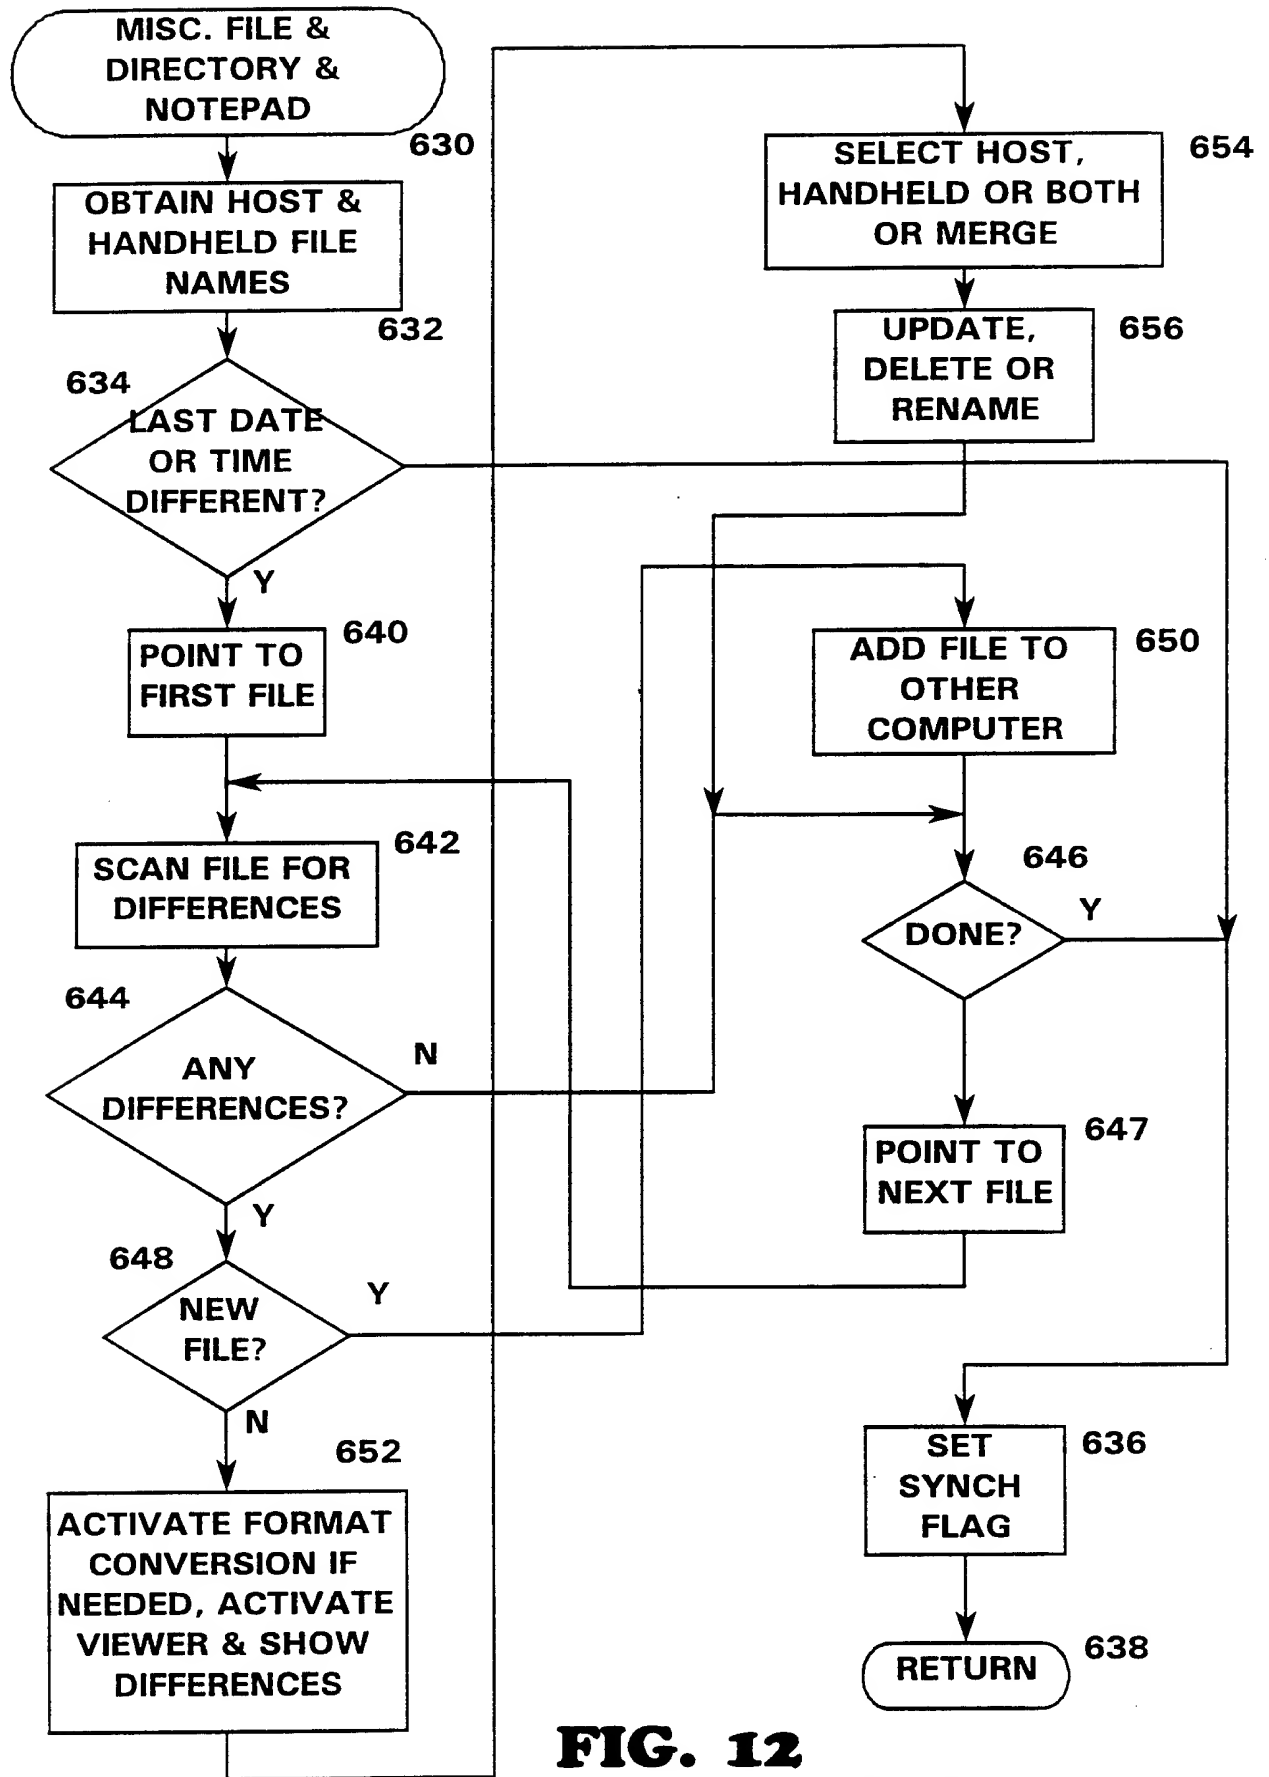 MISC. FILE &
DIRECTORY &
NOTEPAD
630
OBTAIN HOST &
HANDHELD FILE
NAMES
632
634
LAST DATE
OR TIME
DIFFERENT?
Y
640
POINT TO
FIRST FILE
642
SCAN FILE FOR
DIFFERENCES
644
ANY
DIFFERENCES?
N
Y
648
NEW
FILE?
Y
N
652
ACTIVATE FORMAT
CONVERSION IF
NEEDED, ACTIVATE
VIEWER & SHOW
DIFFERENCES
654
SELECT HOST,
HANDHELD OR BOTH
OR MERGE
656
UPDATE,
DELETE OR
RENAME
650
ADD FILE TO
OTHER
COMPUTER
646
DONE?
Y
647
POINT TO
NEXT FILE
636
SET
SYNCH
FLAG
638
RETURN
FIG. 12